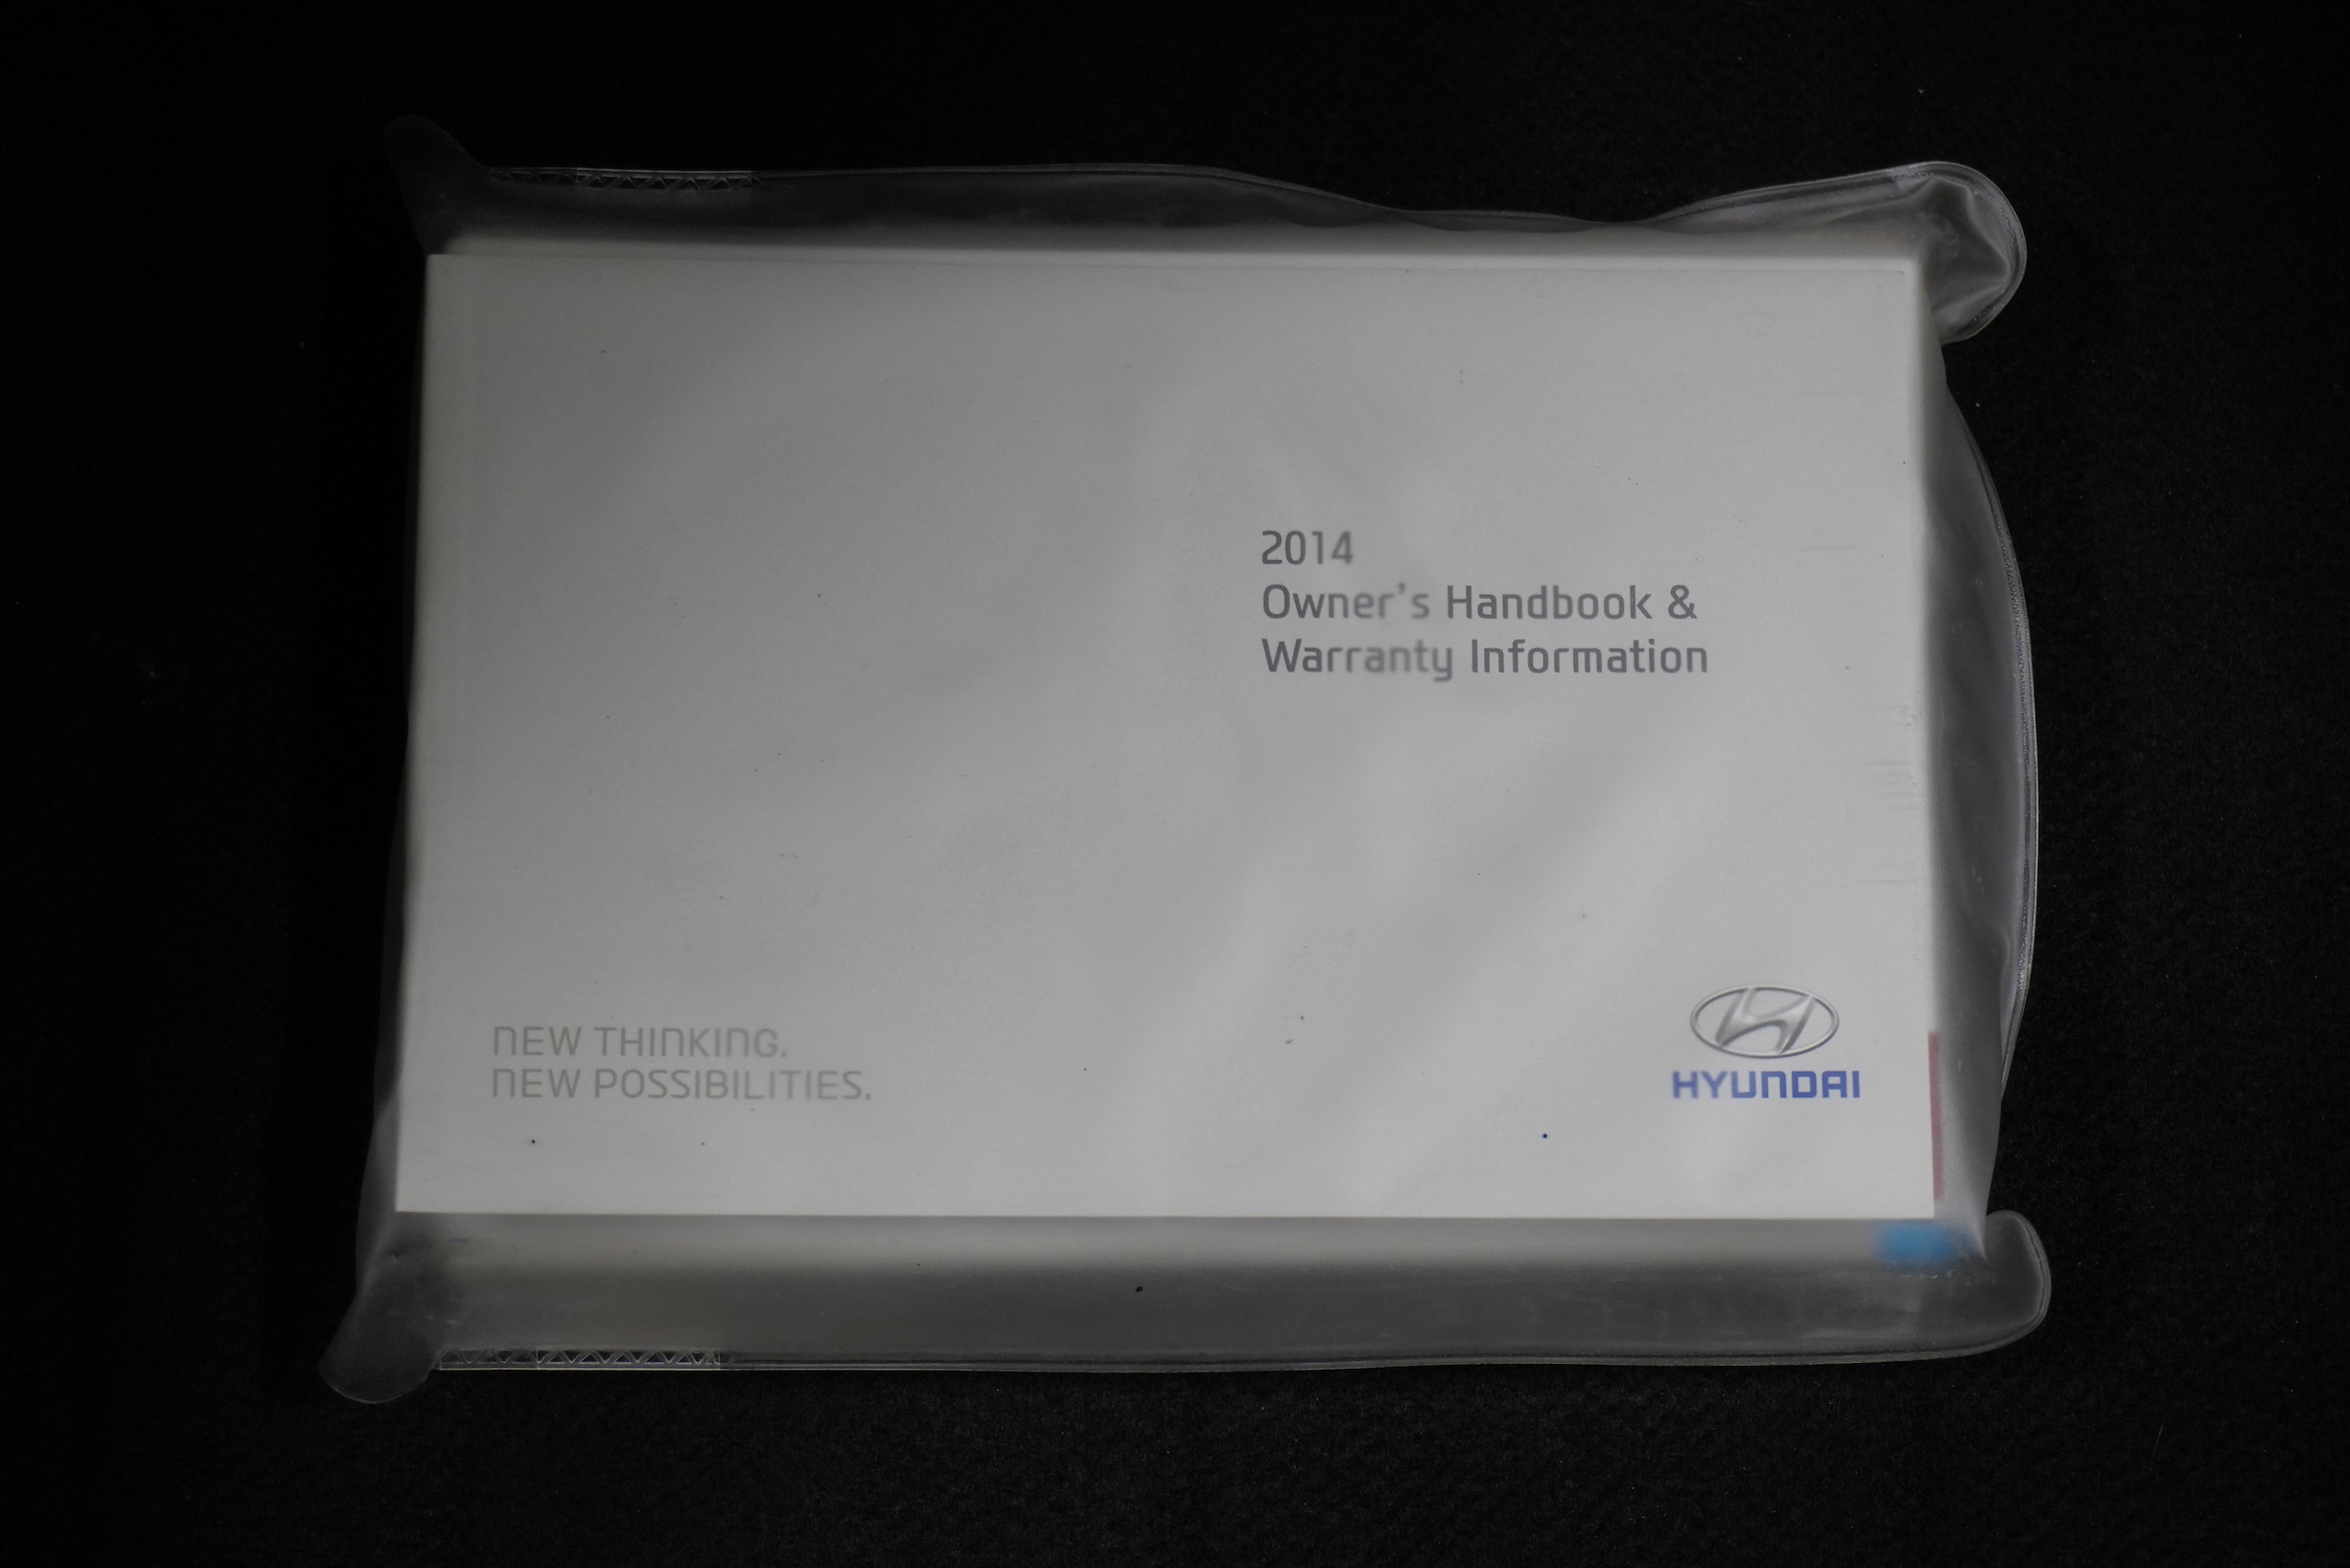 2014
Owner's Handbook &
Warranty Information
NEW THINKING.
NEW POSSIBILITIES.
HYUNDAI